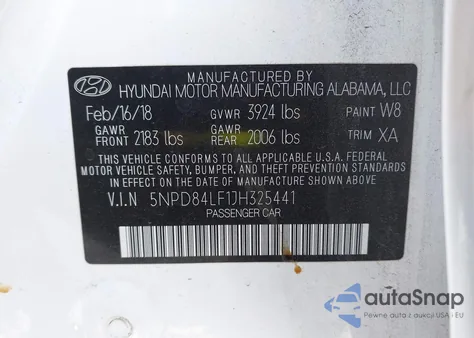 MANUFACTURED BY
HYUNDAI MOTOR MANUFACTURING ALABAMA, LLC
Feb/16/18 GVWR 3924 lbs PAINT W8
GAWR FRONT 2183 lbs GAWR REAR 2006 lbs TRIM XA
THIS VEHICLE CONFORMS TO ALL APPLICABLE U.S.A. FEDERAL
MOTOR VEHICLE SAFETY, BUMPER, AND THEFT PREVENTION
STANDARDS IN EFFECT ON THE DATE OF MANUFACTURE SHOWN ABOVE.
V.I.N 5NPD84LF1JH325441
PASSENGER CAR
autaSnap
Pewne auta z aukcji USA i EU